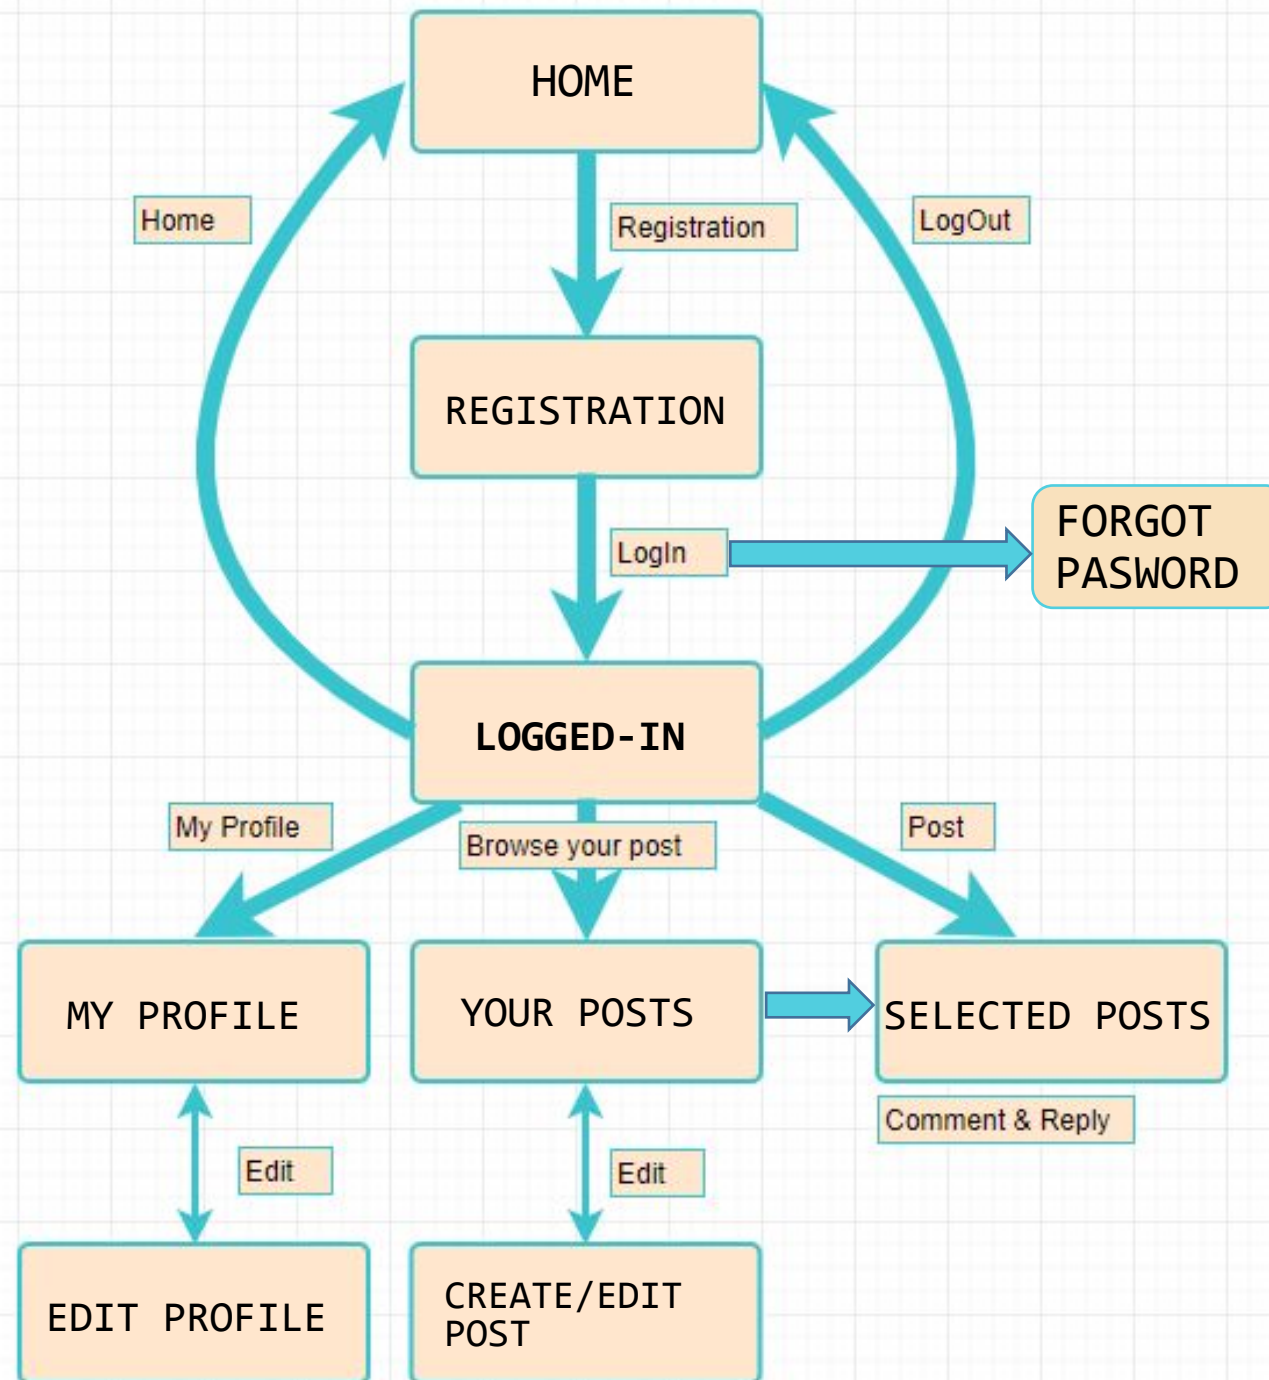 HOME
Home
Registration
LogOut
REGISTRATION
LogIn
FORGOT
PASWORD
LOGGED-IN
My Profile
Browse your post
Post
MY PROFILE
YOUR POSTS
SELECTED POSTS
Comment & Reply
Edit
Edit
EDIT PROFILE
CREATE/EDIT
POST